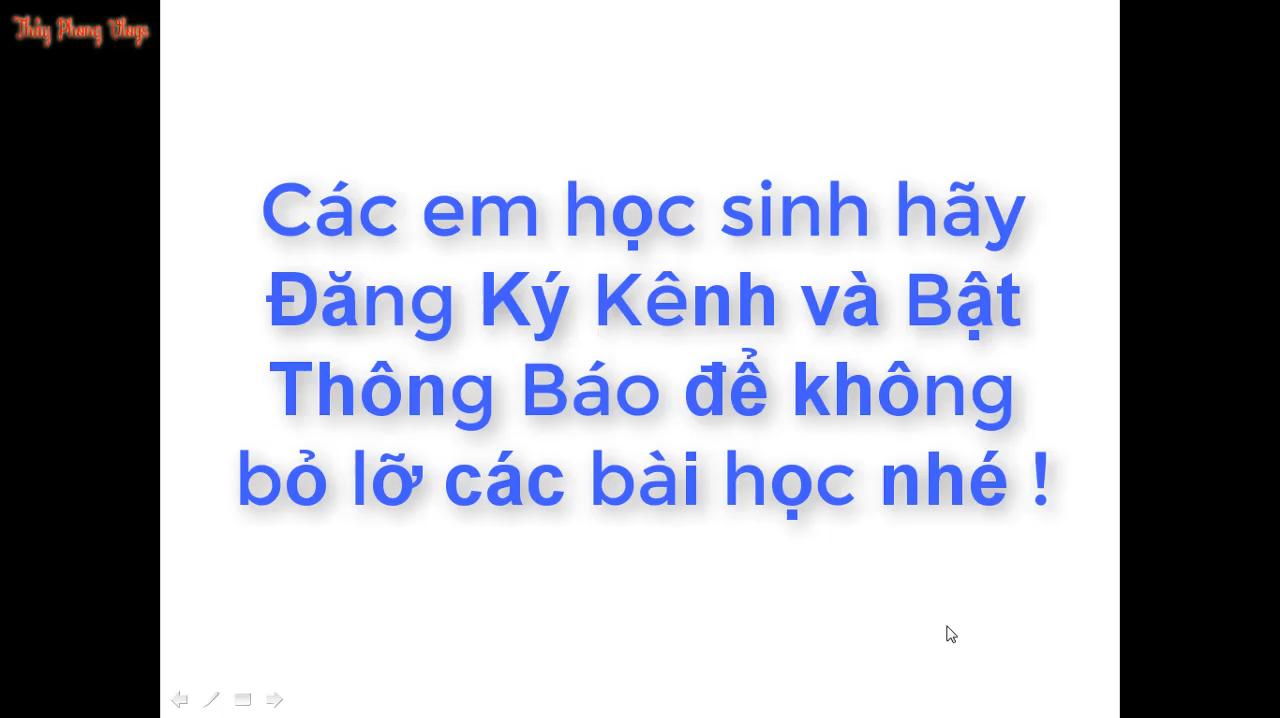 Thủy Phong Vlogs
Các em học sinh hãy
Đăng Ký Kênh và Bật
Thông Báo để không
bỏ lỡ các bài học nhé !